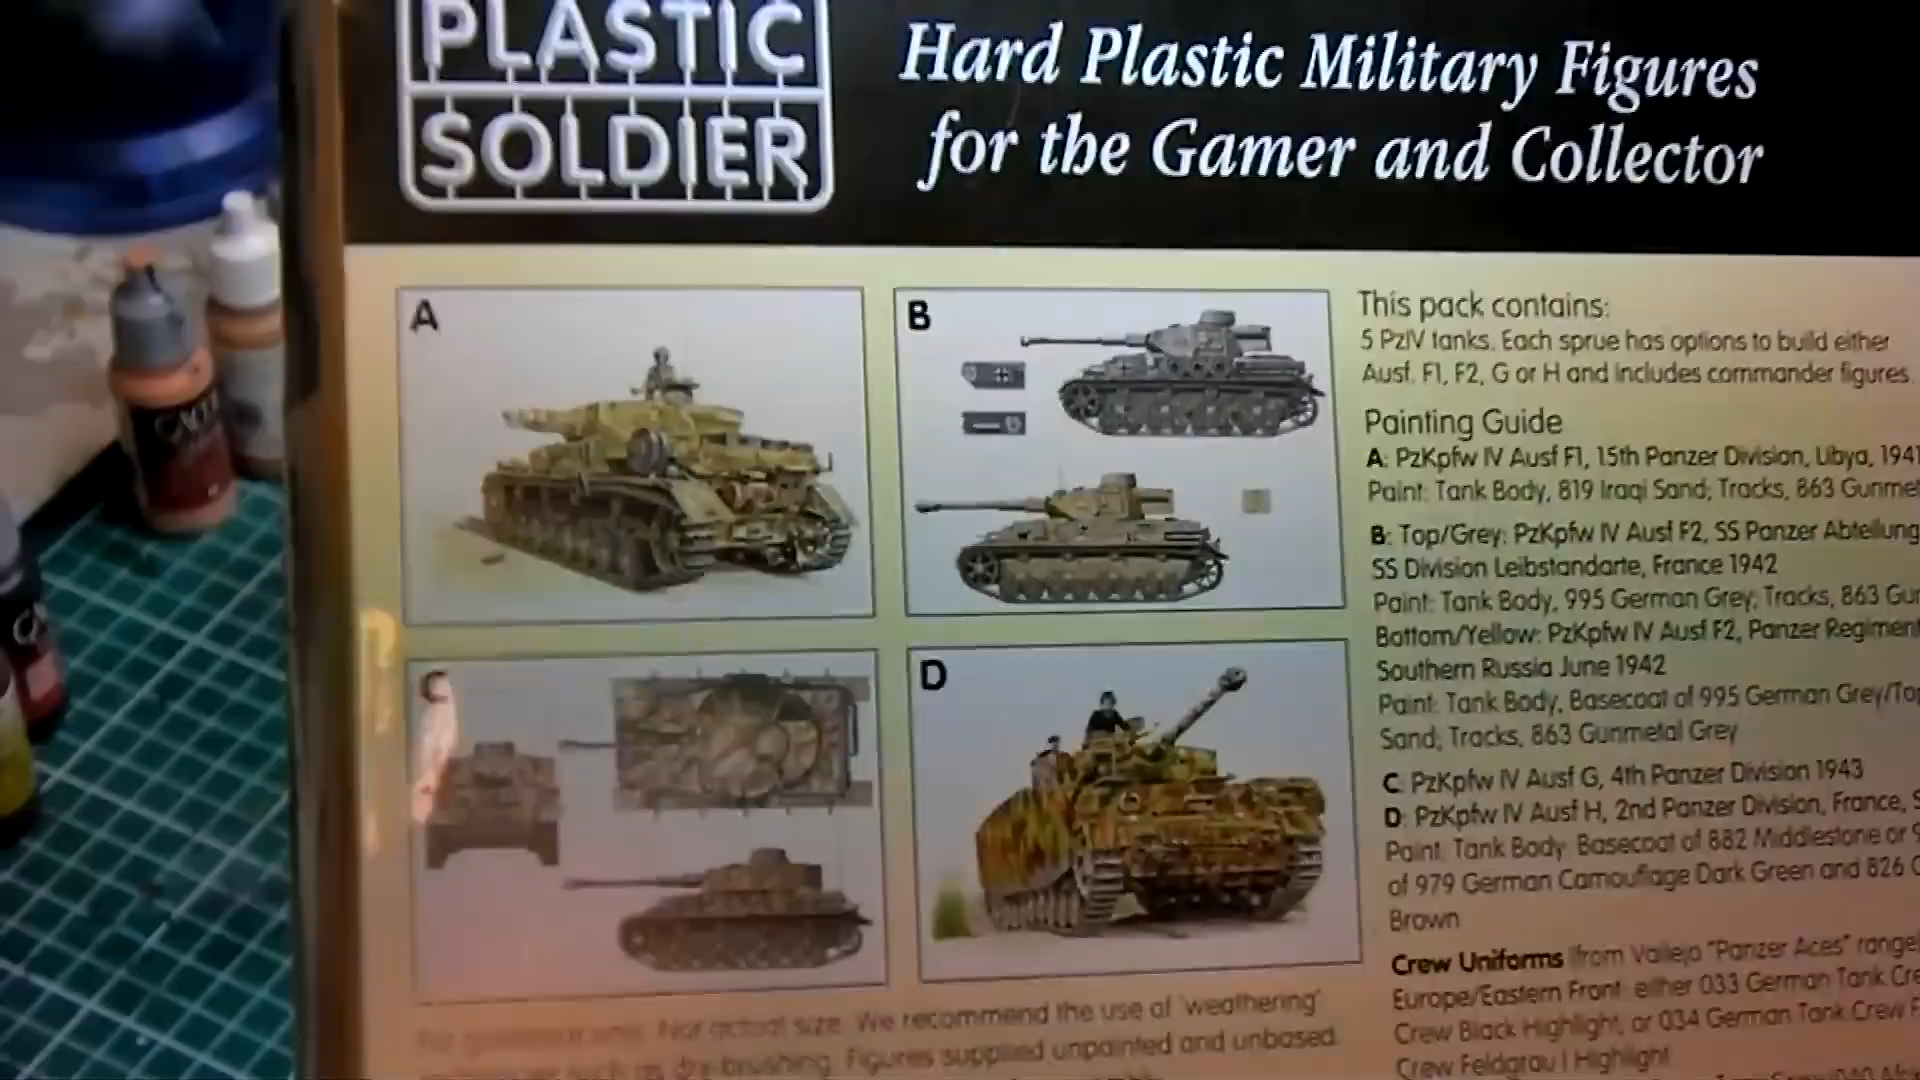 PLASTIC
SOLDIER
Hard Plastic Military Figures
for the Gamer and Collector
A
B
C
D
This pack contains:
5 PzIV tanks. Each sprue has options to build either
Ausf. F1, F2, G or H and includes commander figures.
Painting Guide
A: PzKpfw IV Ausf F1, 15th Panzer Division, Libya, 1941
Paint: Tank Body, 819 Iraqi Sand; Tracks, 863
B: Top/Grey: PzKpfw IV Ausf F2, SS Panzer Abteilung
SS Division Leibstandarte, France 1942
Paint: Tank Body, 995 German Grey; Tracks, 863
Bottom/Yellow: PzKpfw IV Ausf F2, Panzer Regiment
Southern Russia June 1942
Paint: Tank Body, Basecoat of 995 German
Sand; Tracks, 863 Gunmetal Grey
C: PzKpfw IV Ausf G, 4th Panzer Division 1943
D: PzKpfw IV Ausf H, 2nd Panzer Division, France,
Paint: Tank Body: Basecoat of 882 Middlestone or
of 979 German Camouflage Dark Green and 826
Brown
Crew Uniforms (from Vallejo "Panzer Aces" range)
Europe/Eastern Front: either 033 German Tank
Crew Black Highlight, or 034 German Tank Crew
Crew Feldgrau I Highlight
Not actual size. We recommend the use of 'weathering'
such as dry-brushing. Figures supplied unpainted and unbased.